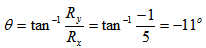 θ = tan⁻¹ R_y/R_x = tan⁻¹ −1/5 = −11°